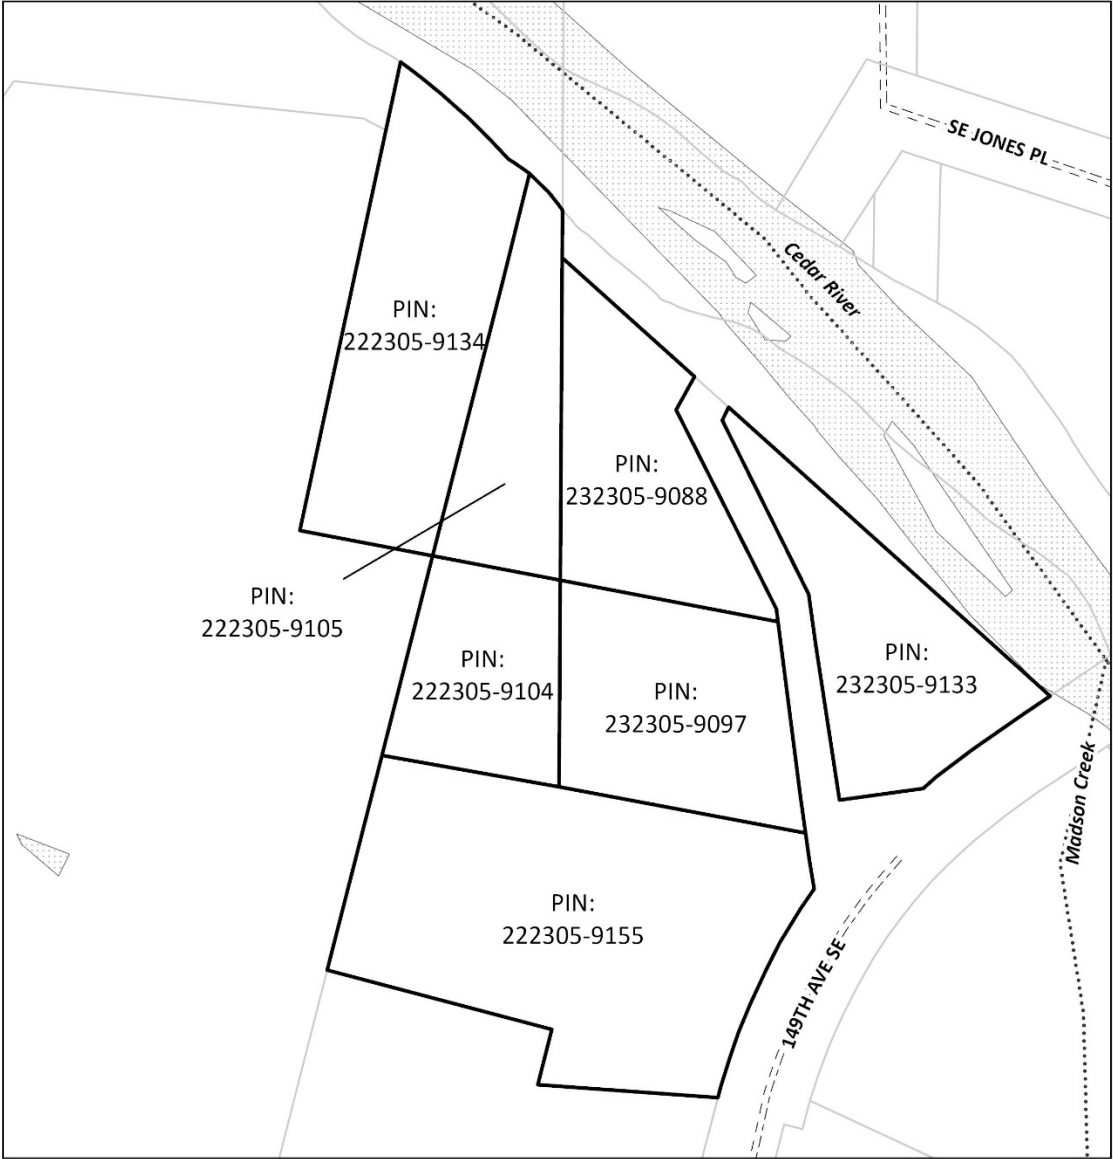 SE JONES PL
Cedar River
PIN:
222305-9134
PIN:
232305-9088
PIN:
222305-9105
PIN:
222305-9104
PIN:
232305-9097
PIN:
232305-9133
Madson Creek
PIN:
222305-9155
149TH AVE SE